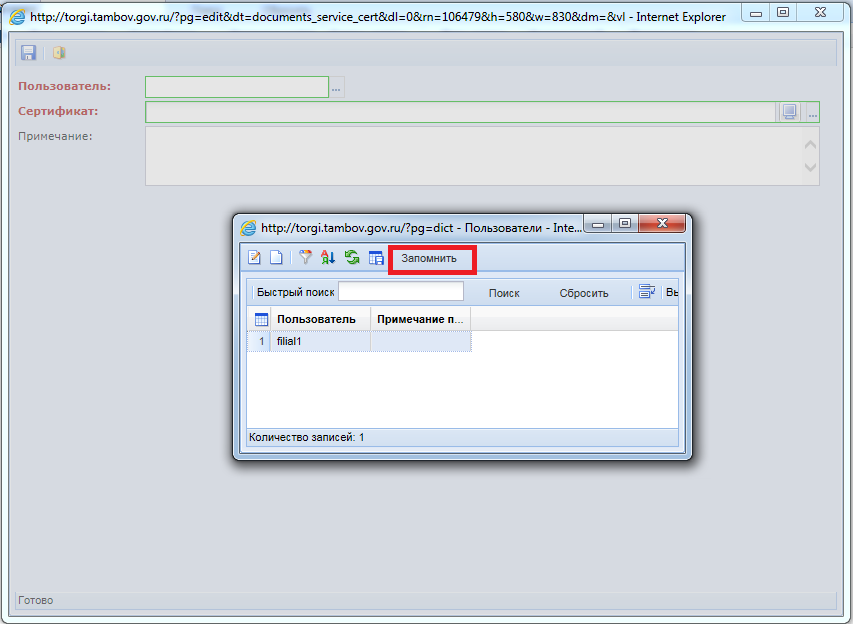 http://torgi.tambov.gov.ru/?pg=edit&dt=documents_service_cert&dl=0&rn=106479&h=580&w=830&dm=&vl - Internet Explorer
Пользователь:
...
Сертификат:
...
Примечание:
http://torgi.tambov.gov.ru/?pg=dict - Пользователи - Inte...
Запомнить
Быстрый поиск Поиск Сбросить Вы
Пользователь Примечание п...
1 filial1
Количество записей: 1
Готово